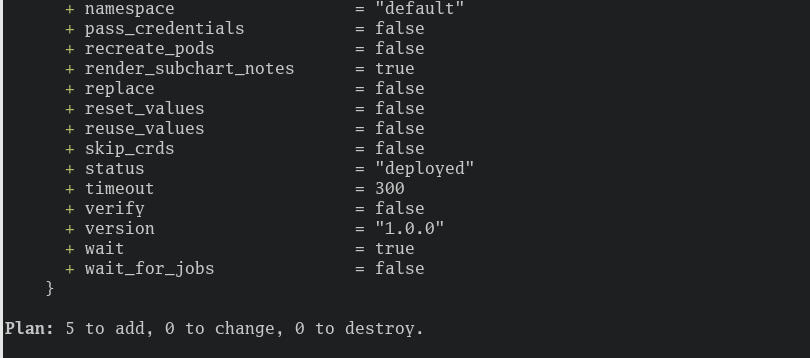 + namespace = "default"
+ pass_credentials = false
+ recreate_pods = false
+ render_subchart_notes = true
+ replace = false
+ reset_values = false
+ reuse_values = false
+ skip_crds = false
+ status = "deployed"
+ timeout = 300
+ verify = false
+ version = "1.0.0"
+ wait = true
+ wait_for_jobs = false
}
Plan: 5 to add, 0 to change, 0 to destroy.